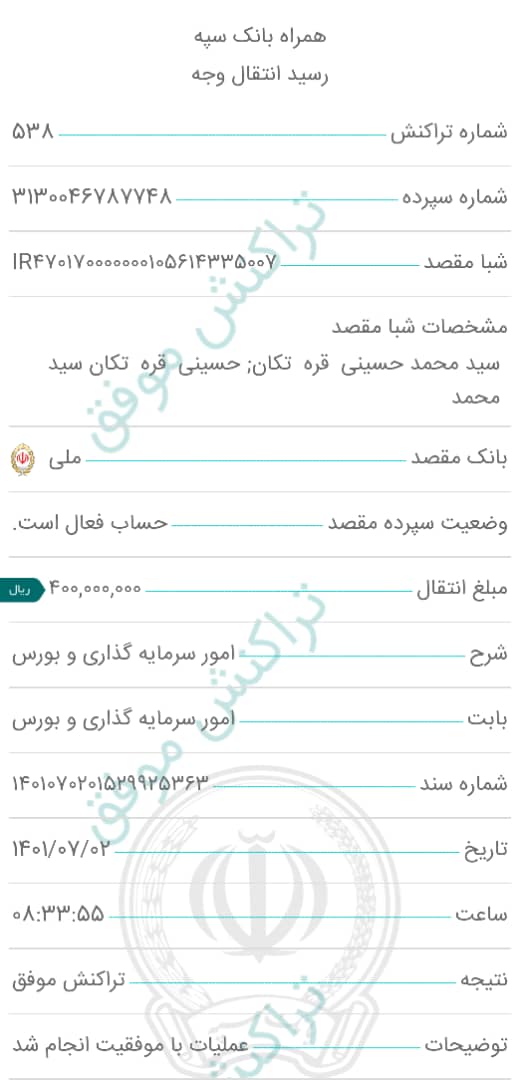 همراه بانک سپه
رسید انتقال وجه
شماره تراکنش ۵۳۸
شماره سپرده ۳۱۳۰۰۴۶۷۸۷۷۴۸
شبا مقصد IR۴۷۰۱۷۰۰۰۰۰۰۰۱۰۵۶۱۴۳۳۵۰۰۷
مشخصات شبا مقصد
سید محمد حسینی  قره  تکان; حسینی  قره  تکان سید
محمد
بانک مقصد ملی
وضعیت سپرده مقصد حساب فعال است.
مبلغ انتقال ۴۰۰,۰۰۰,۰۰۰ ریال
شرح امور سرمایه گذاری و بورس
بابت امور سرمایه گذاری و بورس
شماره سند ۱۴۰۱۰۷۰۲۰۱۵۲۹۹۲۵۳۶۳
تاریخ ۱۴۰۱/۰۷/۰۲
ساعت ۰۸:۳۳:۵۵
نتیجه تراکنش موفق
توضیحات عملیات با موفقیت انجام شد
تراکنش موفق
تراکنش موفق
تراکنش